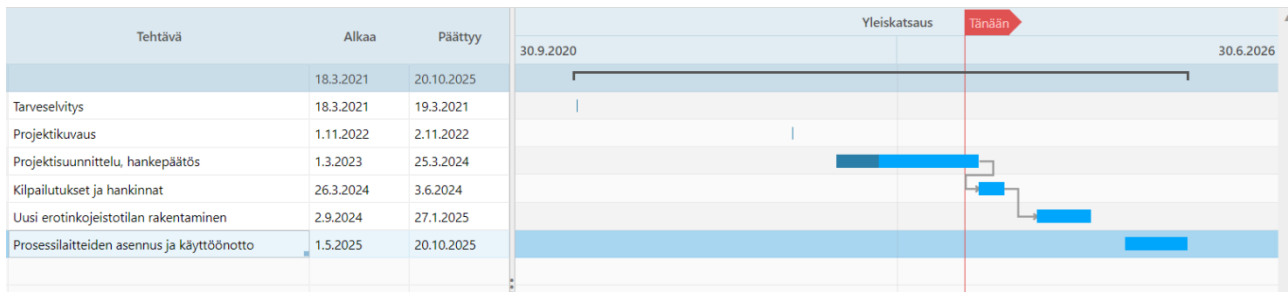 Tehtävä Alkaa Päättyy Yleiskatsaus Tänään
30.9.2020 30.6.2026
18.3.2021 20.10.2025
Tarveselvitys 18.3.2021 19.3.2021
Projektikuvaus 1.11.2022 2.11.2022
Projektisuunnittelu, hankepäätös 1.3.2023 25.3.2024
Kilpailutukset ja hankinnat 26.3.2024 3.6.2024
Uusi erotinkojeistotilan rakentaminen 2.9.2024 27.1.2025
Prosessilaitteiden asennus ja käyttöönotto 1.5.2025 20.10.2025